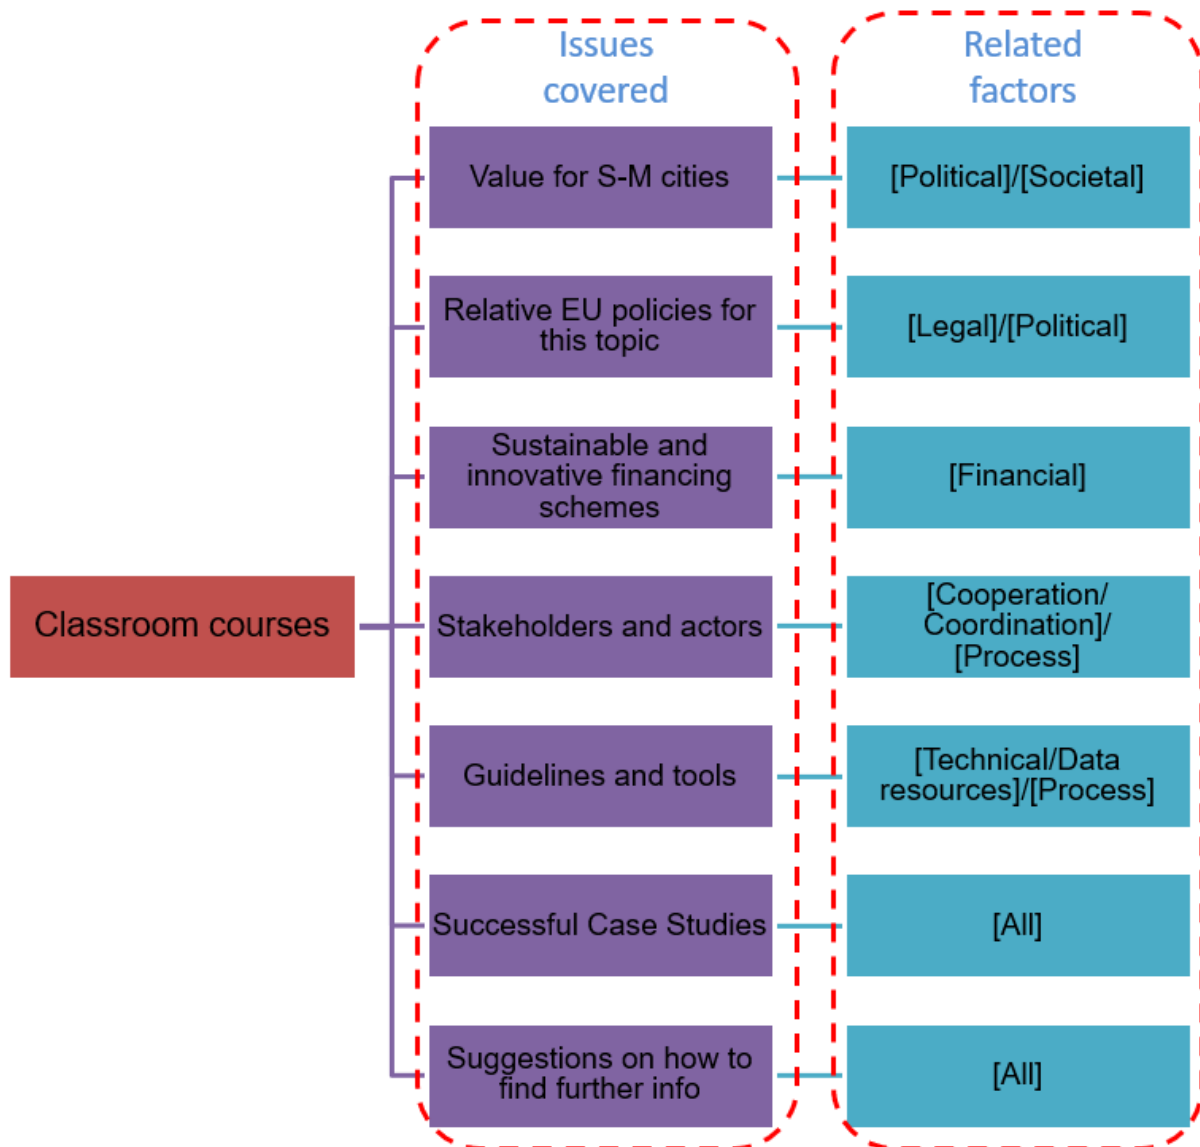 Issues
covered
Related
factors
Value for S-M cities
[Political]/[Societal]
Relative EU policies for
this topic
[Legal]/[Political]
Sustainable and
innovative financing
schemes
[Financial]
Classroom courses
Stakeholders and actors
[Cooperation/
Coordination]/
[Process]
Guidelines and tools
[Technical/Data
resources]/[Process]
Successful Case Studies
[All]
Suggestions on how to
find further info
[All]